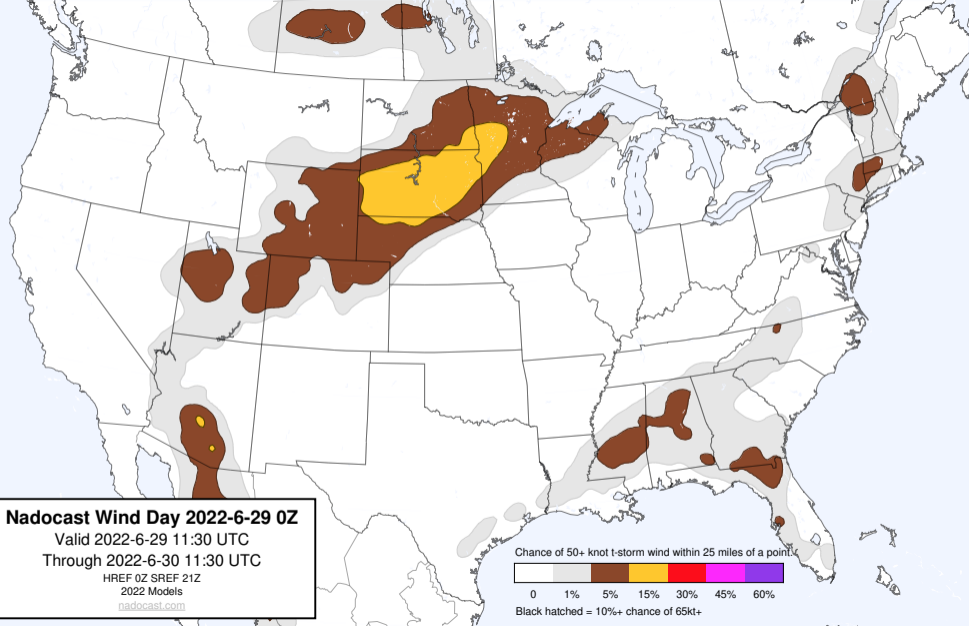 Nadocast Wind Day 2022-6-29 0Z
Valid 2022-6-29 11:30 UTC
Through 2022-6-30 11:30 UTC
HREF 0Z SREF 21Z
2022 Models
nadocast.com
Chance of 50+ knot t-storm wind within 25 miles of a point.
0 1% 5% 15% 30% 45% 60%
Black hatched = 10%+ chance of 65kt+